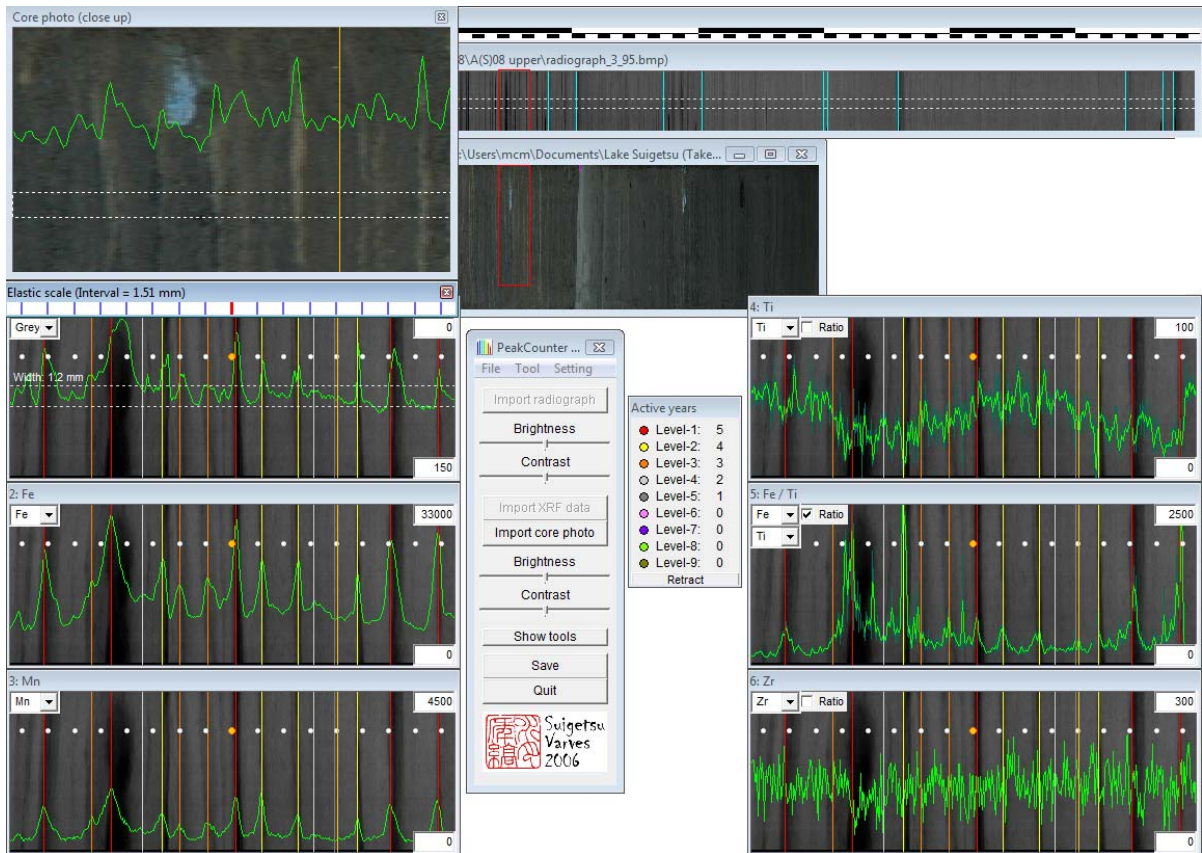 Core photo (close up)
8\A(S)08 upper\radiograph_3_95.bmp)
:\Users\mcm\Documents\Lake Suigetsu (Take...
Elastic scale (Interval = 1.51 mm)
Grey
0
Width: 1.2 mm
150
2: Fe
Fe
33000
0
3: Mn
Mn
4500
0
PeakCounter ...
File Tool Setting
Import radiograph
Brightness
Contrast
Import XRF data
Import core photo
Brightness
Contrast
Show tools
Save
Quit
Suigetsu
Varves
2006
Active years
Level-1: 5
Level-2: 4
Level-3: 3
Level-4: 2
Level-5: 1
Level-6: 0
Level-7: 0
Level-8: 0
Level-9: 0
Retract
4: Ti
Ti Ratio
100
0
5: Fe / Ti
Fe Ratio
2500
Ti
0
6: Zr
Zr Ratio
300
0